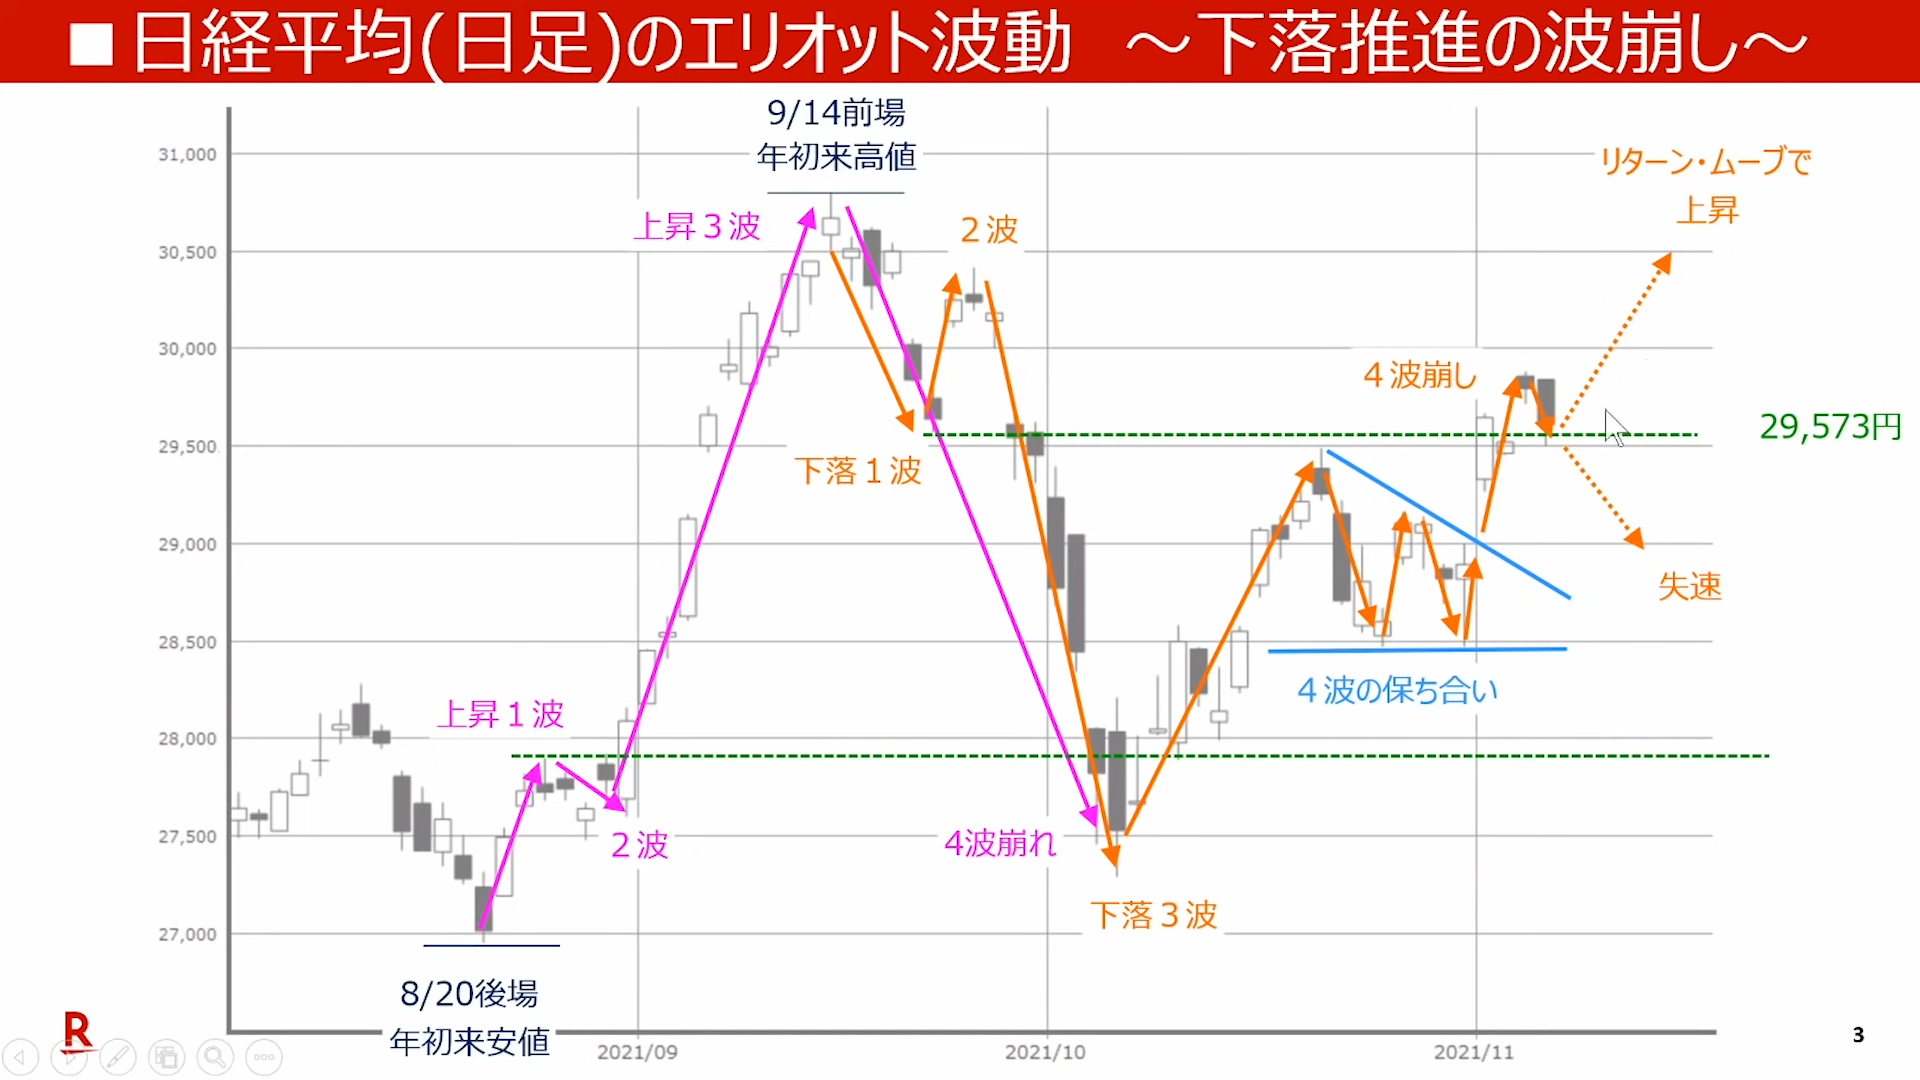 ■日経平均(日足)のエリオット波動　～下落推進の波崩し～
9/14前場
年初来高値
31,000
リターン・ムーブで
上昇
上昇３波
２波
30,500
30,000
４波崩し
29,573円
29,500
下落１波
29,000
失速
28,500
４波の保ち合い
上昇１波
28,000
27,500
２波
4波崩れ
下落３波
27,000
8/20後場
年初来安値
R
3
2021/09
2021/10
2021/11